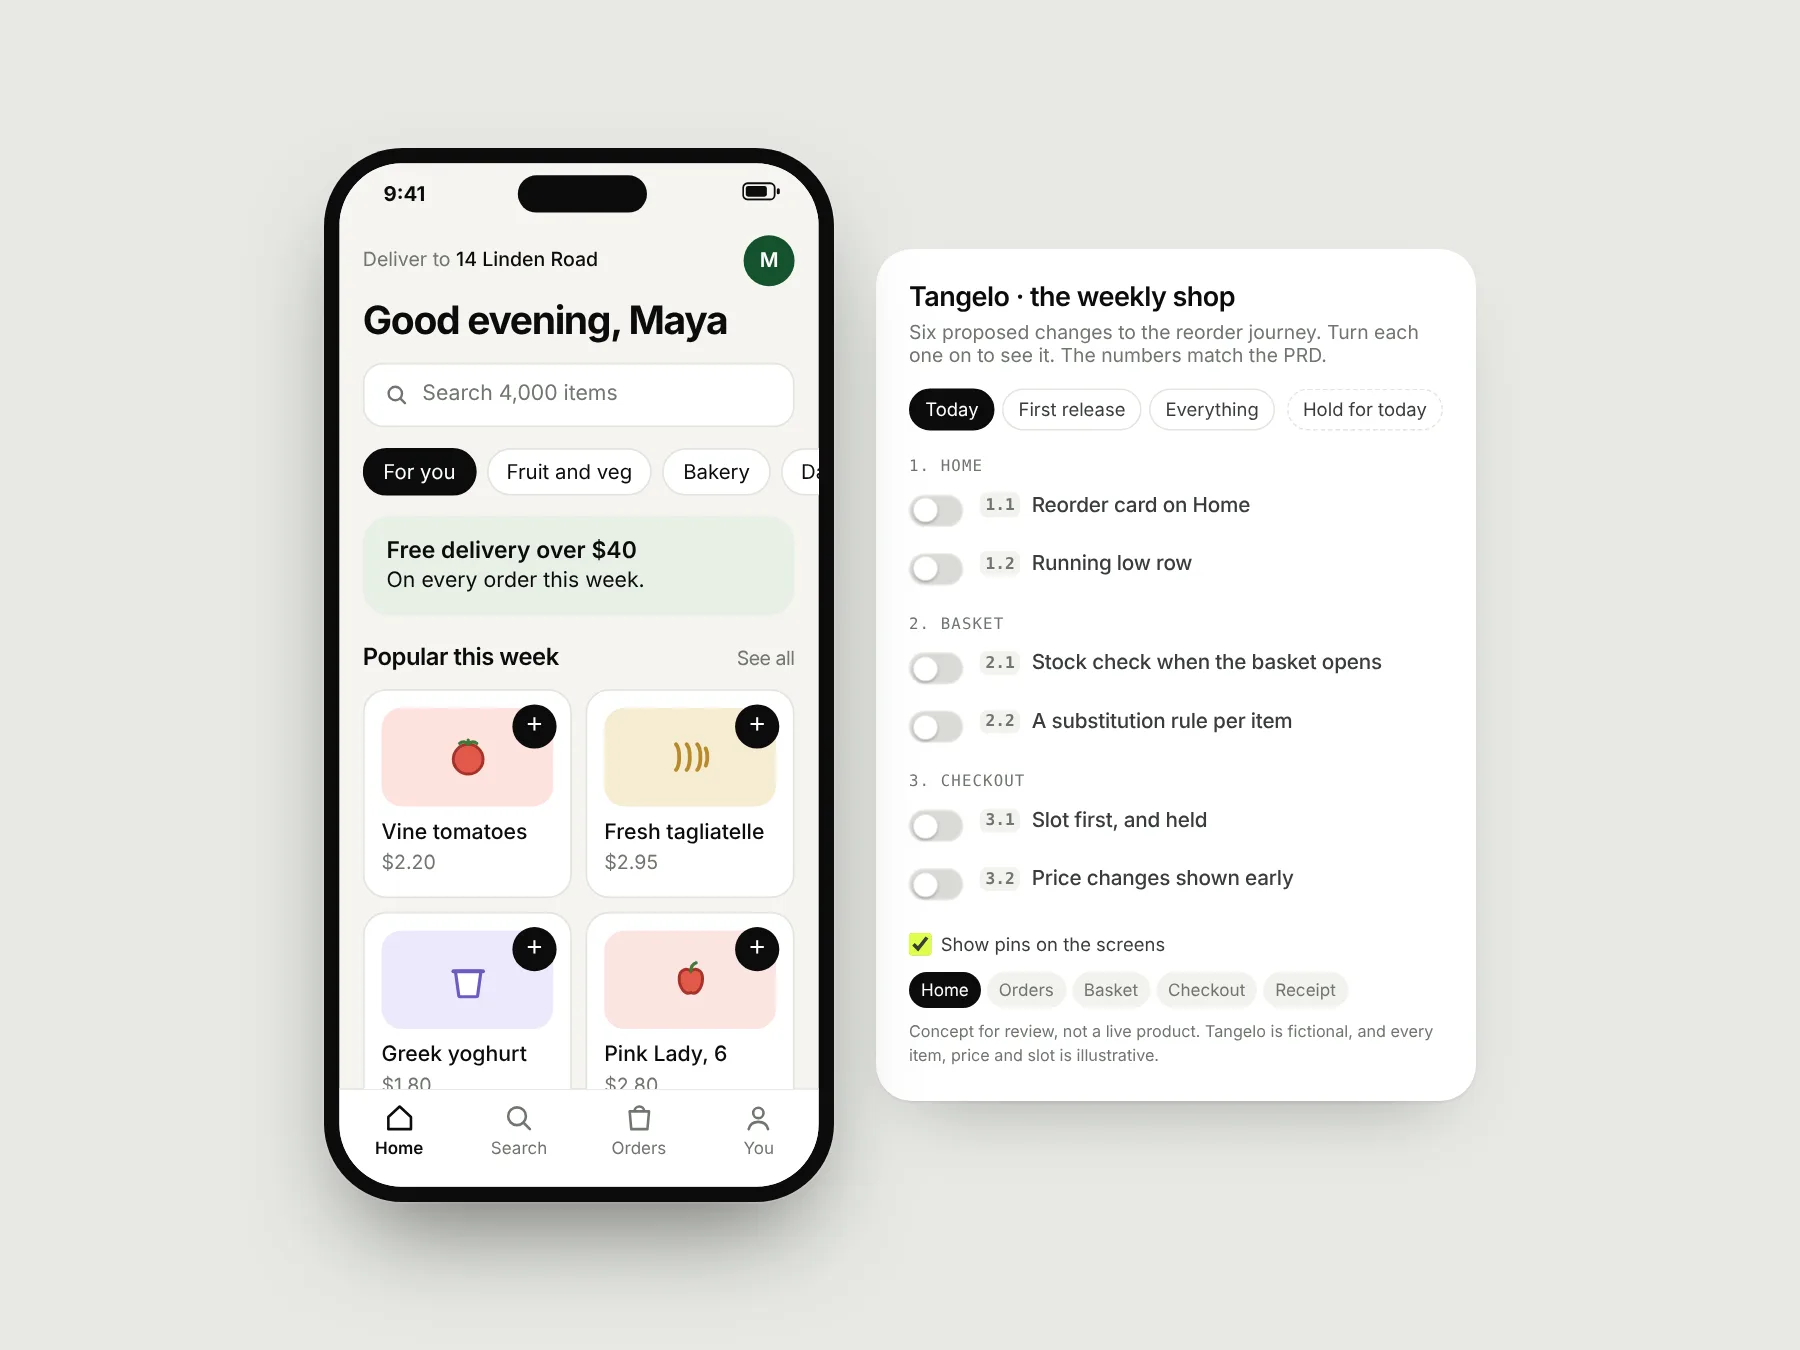 9:41
Deliver to 14 Linden Road
M
Good evening, Maya
Search 4,000 items
For you
Fruit and veg
Bakery
Da
Free delivery over $40
On every order this week.
Popular this week
See all
+
+
Vine tomatoes
$2.20
Fresh tagliatelle
$2.95
+
+
Greek yoghurt
$1.80
Pink Lady, 6
$2.80
Home
Search
Orders
You
Tangelo · the weekly shop
Six proposed changes to the reorder journey. Turn each
one on to see it. The numbers match the PRD.
Today
First release
Everything
Hold for today
1. HOME
1.1 Reorder card on Home
1.2 Running low row
2. BASKET
2.1 Stock check when the basket opens
2.2 A substitution rule per item
3. CHECKOUT
3.1 Slot first, and held
3.2 Price changes shown early
Show pins on the screens
Home
Orders
Basket
Checkout
Receipt
Concept for review, not a live product. Tangelo is fictional, and every
item, price and slot is illustrative.